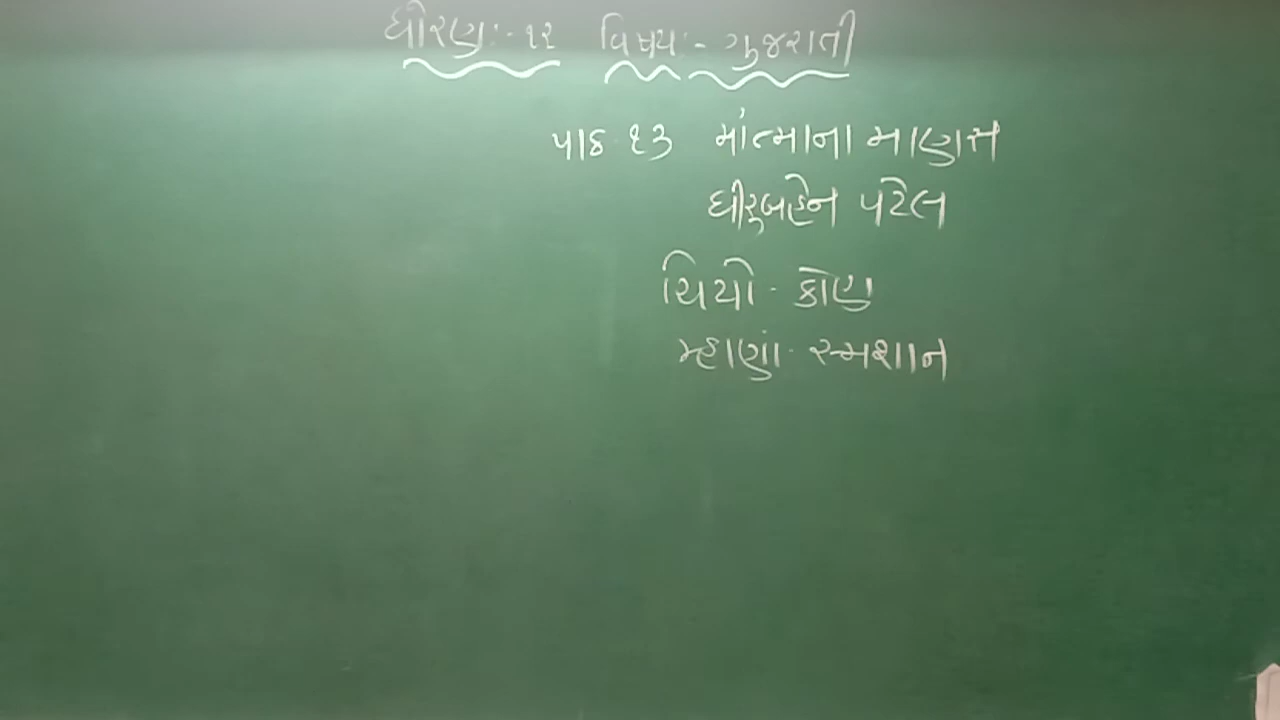 ધોરણ:- ૧૨ વિષય:- ગુજરાતી
પાઠ ૧૩ માંત્માના માણસ
ધીરુબહેન પટેલ
ચિયો - કોણ
મ્હાણાં - સ્મશાન